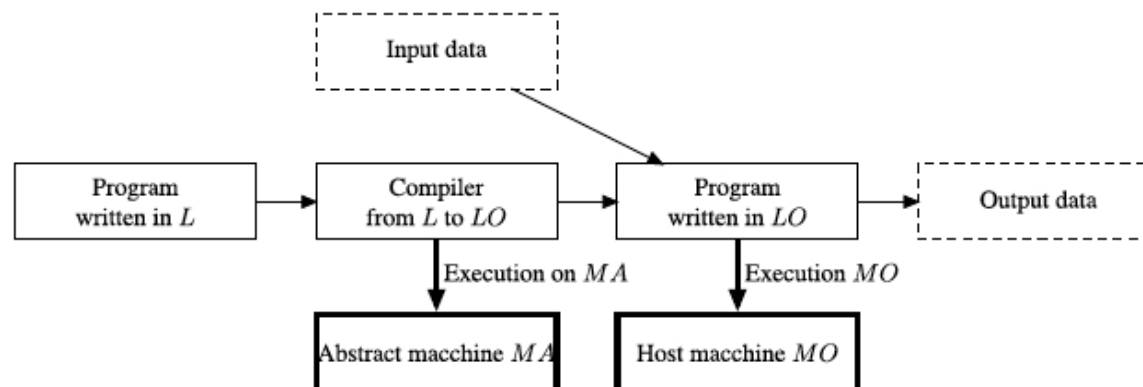 Input data
Program
written in L
Compiler
from L to LO
Program
written in LO
Output data
Execution on MA
Execution MO
Abstract macchine MA
Host macchine MO